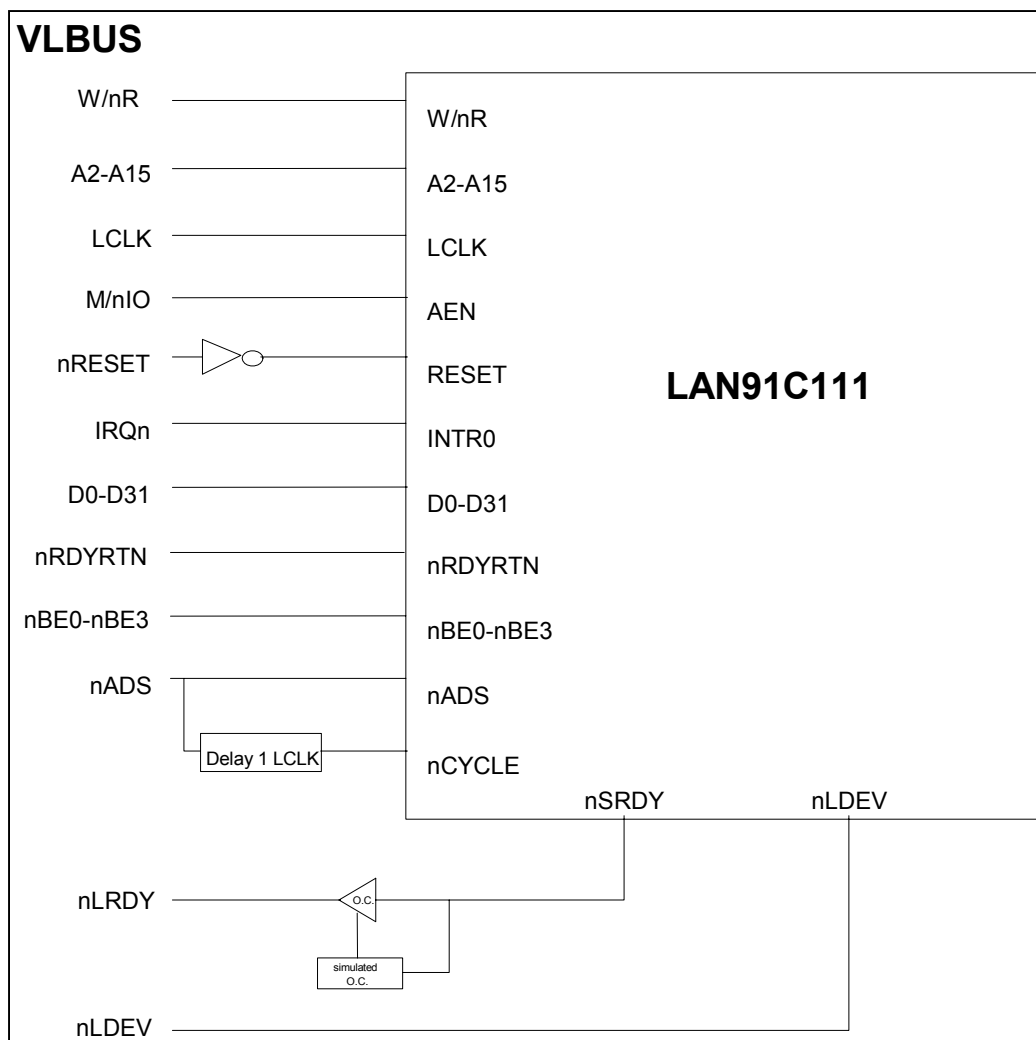 VLBUS
W/nR
W/nR
A2-A15
A2-A15
LCLK
LCLK
M/nIO
AEN
nRESET
RESET
LAN91C111
IRQn
INTR0
D0-D31
D0-D31
nRDYRTN
nRDYRTN
nBE0-nBE3
nBE0-nBE3
nADS
nADS
Delay 1 LCLK
nCYCLE
nSRDY
nLDEV
nLRDY
O.C.
simulated
O.C.
nLDEV